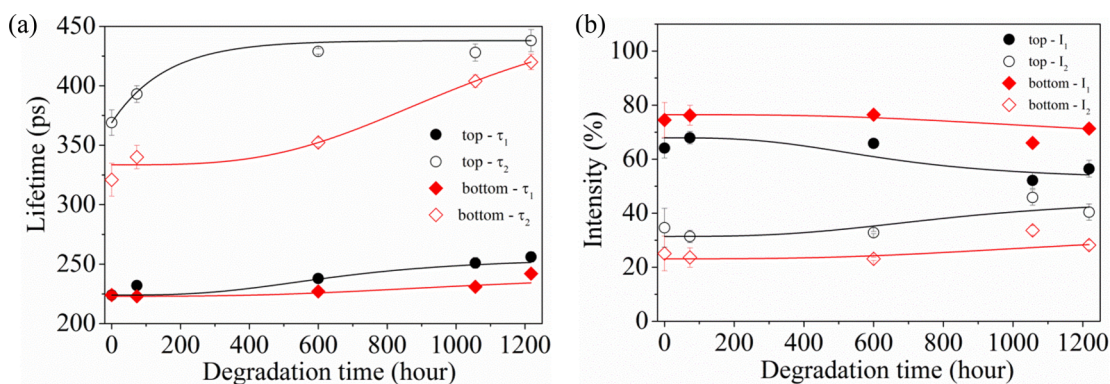 (a)
450
400
350
300
250
200
Lifetime (ps)
top - τ1
top - τ2
bottom - τ1
bottom - τ2
0 200 400 600 800 1000 1200
Degradation time (hour)
(b)
100
80
60
40
20
0
Intensity (%)
top - I1
top - I2
bottom - I1
bottom - I2
0 200 400 600 800 1000 1200
Degradation time (hour)